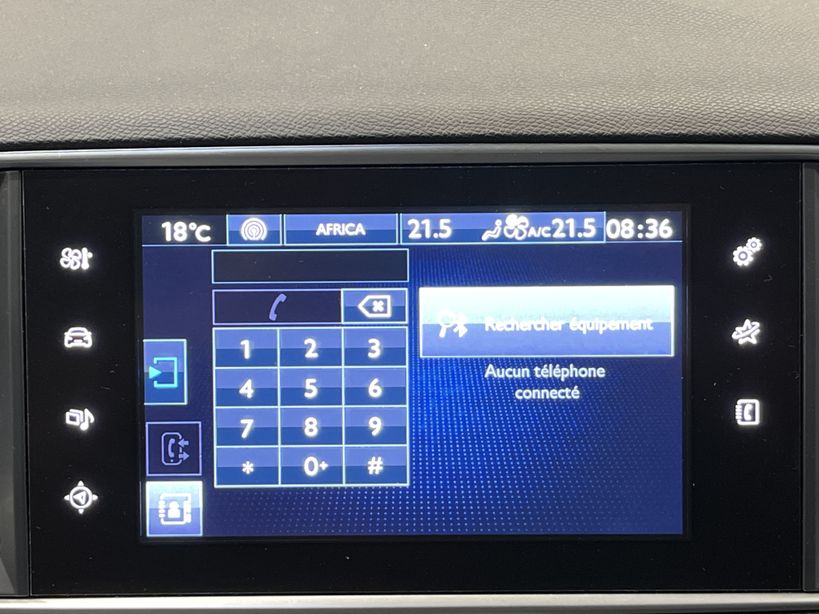 18°C AFRICA 21.5 A/C 21.5 08:36
Rechercher équipement
Aucun téléphone
connecté
1 2 3
4 5 6
7 8 9
* 0+ #